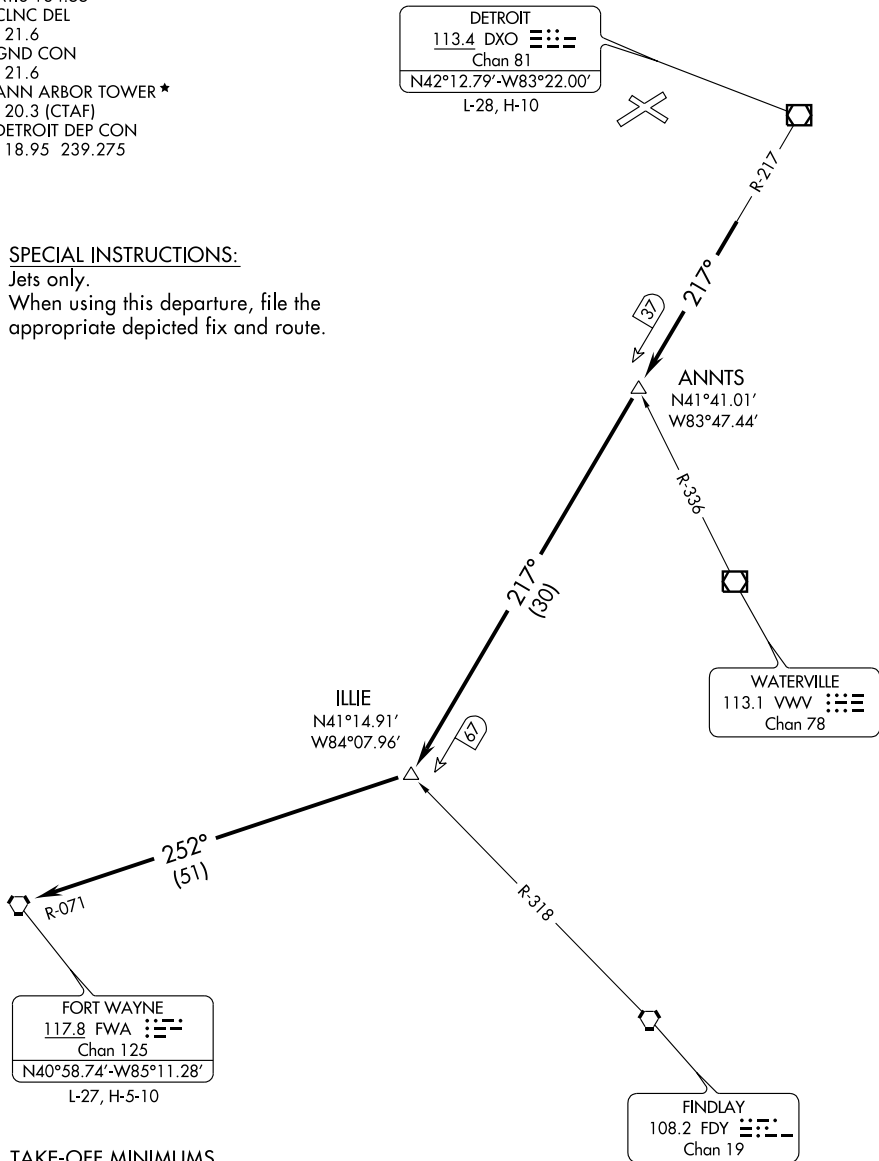 CLNC DEL
21.6
GND CON
21.6
ANN ARBOR TOWER ★
20.3 (CTAF)
DETROIT DEP CON
18.95 239.275
DETROIT
113.4 DXO
Chan 81
N42°12.79'-W83°22.00'
L-28, H-10
R-217
SPECIAL INSTRUCTIONS:
Jets only.
When using this departure, file the
appropriate depicted fix and route.
217°
37
ANNTS
N41°41.01'
W83°47.44'
R-336
217°
(30)
WATERVILLE
113.1 VWV
Chan 78
ILLIE
N41°14.91'
W84°07.96'
67
252°
(51)
R-071
R-318
FORT WAYNE
117.8 FWA
Chan 125
N40°58.74'-W85°11.28'
L-27, H-5-10
FINDLAY
108.2 FDY
Chan 19
TAKE-OFF MINIMUMS